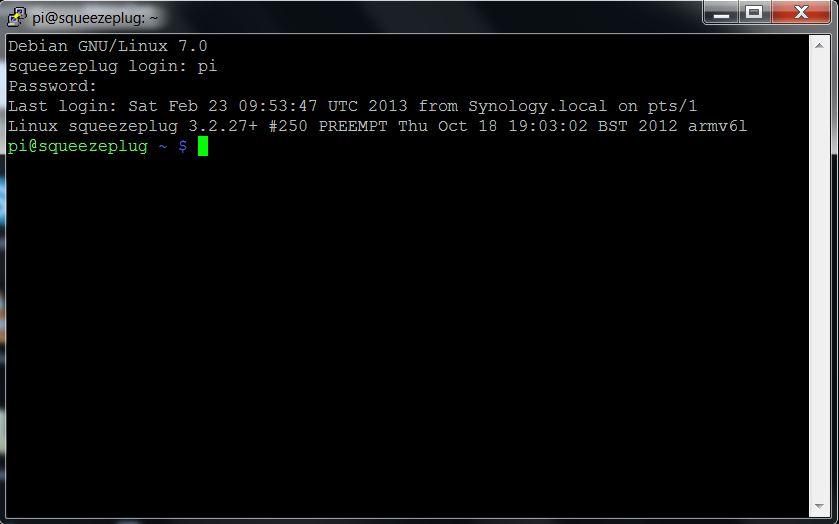 pi@squeezeplug: ~
Debian GNU/Linux 7.0
squeezeplug login: pi
Password:
Last login: Sat Feb 23 09:53:47 UTC 2013 from Synology.local on pts/1
Linux squeezeplug 3.2.27+ #250 PREEMPT Thu Oct 18 19:03:02 BST 2012 armv6l
pi@squeezeplug ~ $